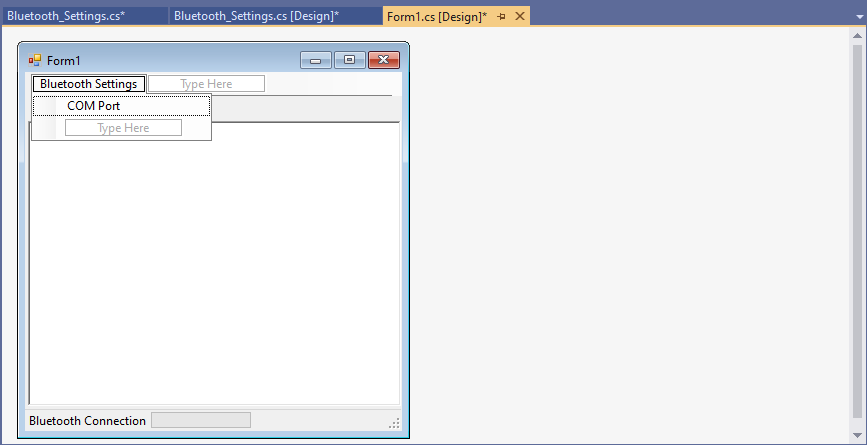 Bluetooth_Settings.cs* Bluetooth_Settings.cs [Design]* Form1.cs [Design]*
Form1
Bluetooth Settings Type Here
COM Port
Type Here
Bluetooth Connection